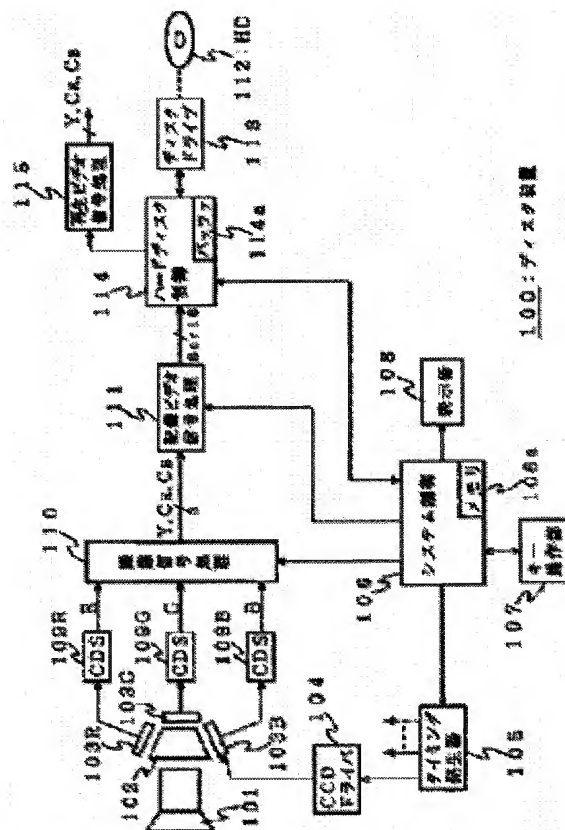 Y,CR,CB
115
再生ビデオ
信号処理
112:HD
ディスク
ドライブ
113
114
ハードディスク
制御
バッファ
114a
111
記録ビデオ
信号処理
Y,CR,CB
110
撮像信号
処理
R
G
B
109R
CDS
109G
CDS
109B
CDS
103R
103G
103B
102
101
104
CCD
ドライバ
105
タイミング
発生器
106
システム制御
メモリ
106a
107
キー
操作部
108
表示部
100:ディスク装置